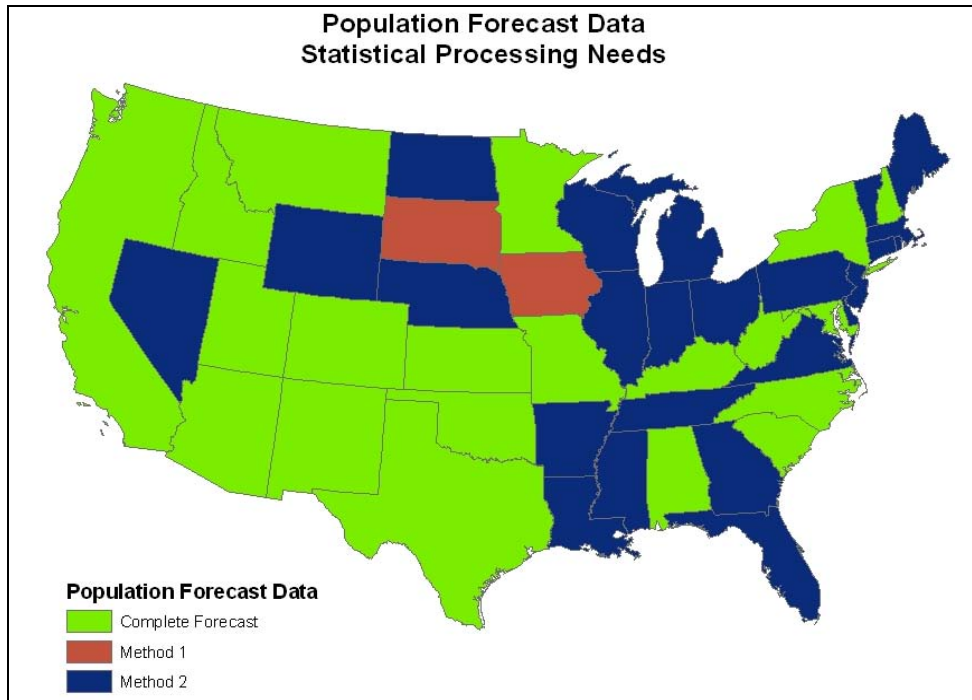 Population Forecast Data
Statistical Processing Needs
Population Forecast Data
Complete Forecast
Method 1
Method 2